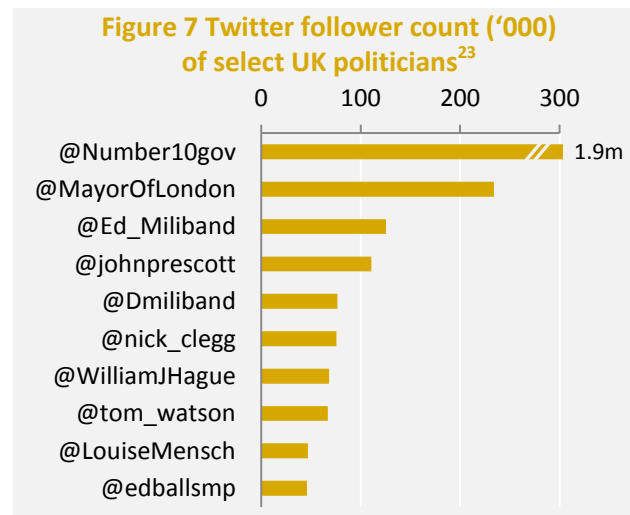 Figure 7 Twitter follower count (‘000)
of select UK politicians23
0 100 200 300
@Number10gov 1.9m
@MayorOfLondon
@Ed_Miliband
@johnprescott
@Dmiliband
@nick_clegg
@WilliamJHague
@tom_watson
@LouiseMensch
@edballsmp